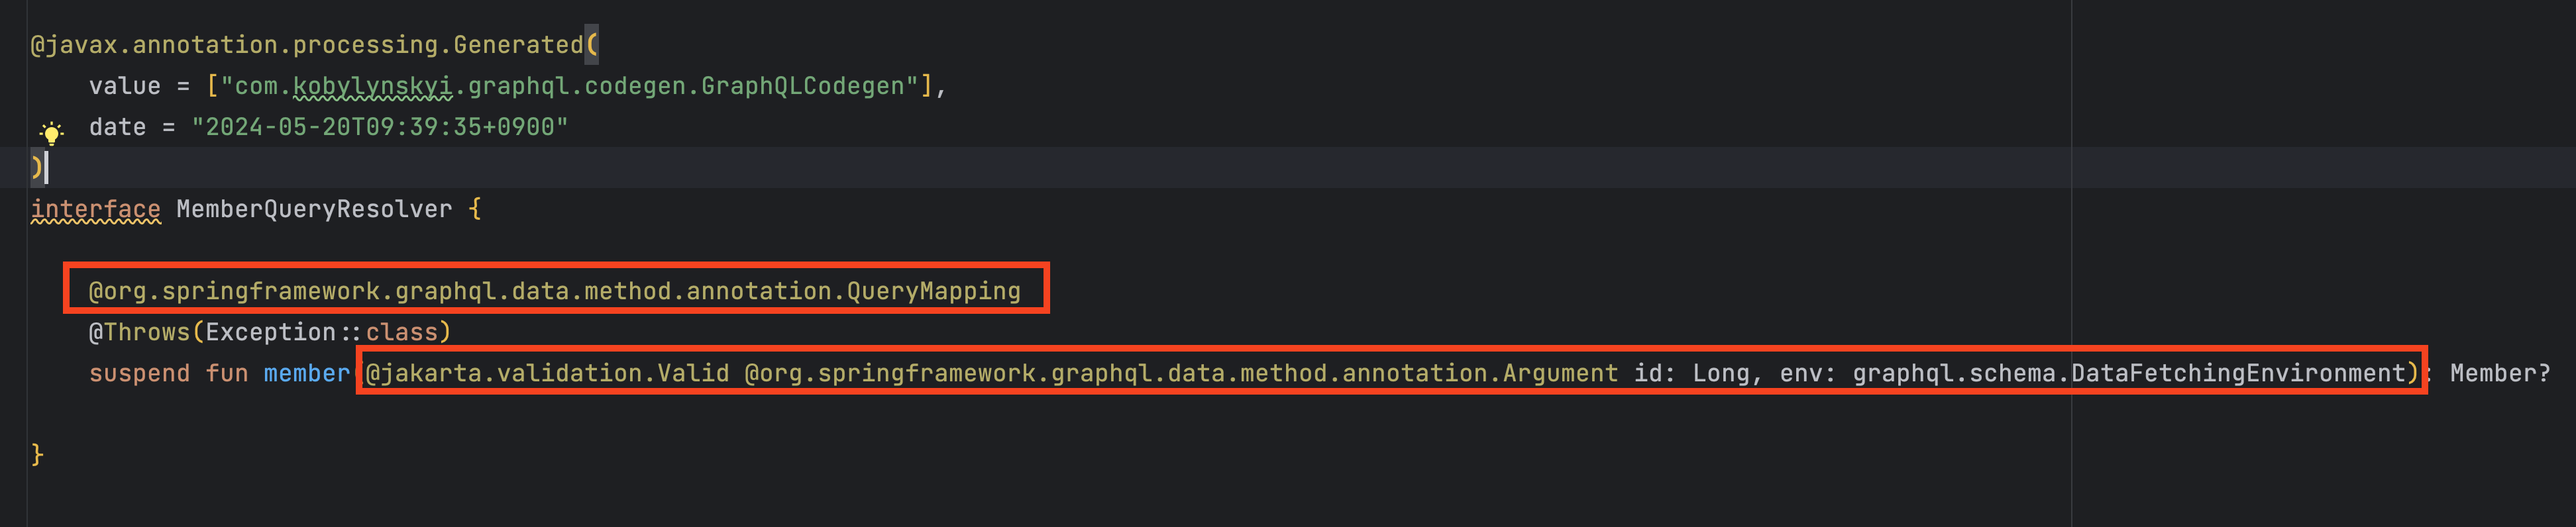 @javax.annotation.processing.Generated(
value = ["com.kobylynskyi.graphql.codegen.GraphQLCodegen"],
date = "2024-05-20T09:39:35+0900"
)
interface MemberQueryResolver {
@org.springframework.graphql.data.method.annotation.QueryMapping
@Throws(Exception::class)
suspend fun member(@jakarta.validation.Valid @org.springframework.graphql.data.method.annotation.Argument id: Long, env: graphql.schema.DataFetchingEnvironment): Member?
}